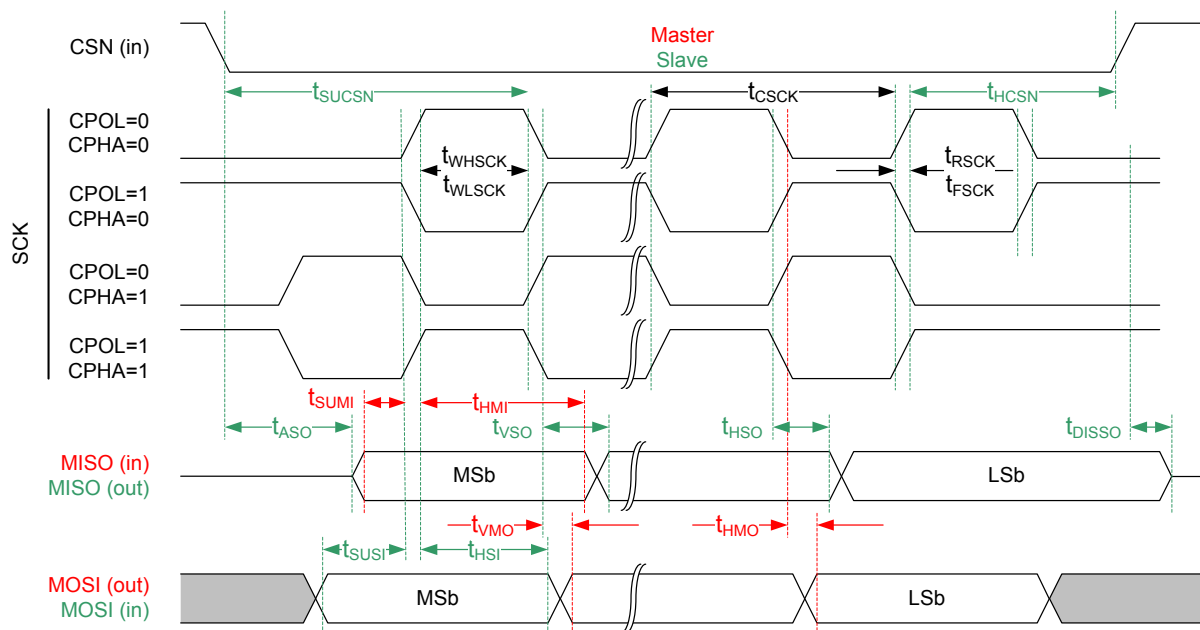 CSN (in)
Master
Slave
tSUCSN
tCSCK
tHCSN
CPOL=0
CPHA=0
tWHSCK
tWLSCK
tRSCK
tFSCK
CPOL=1
CPHA=0
SCK
CPOL=0
CPHA=1
CPOL=1
CPHA=1
tSUMI
tHMI
tASO
tVSO
tHSO
tDISSO
MISO (in)
MISO (out)
MSb
LSb
tVMO
tHMO
tSUSI
tHSI
MOSI (out)
MOSI (in)
MSb
LSb